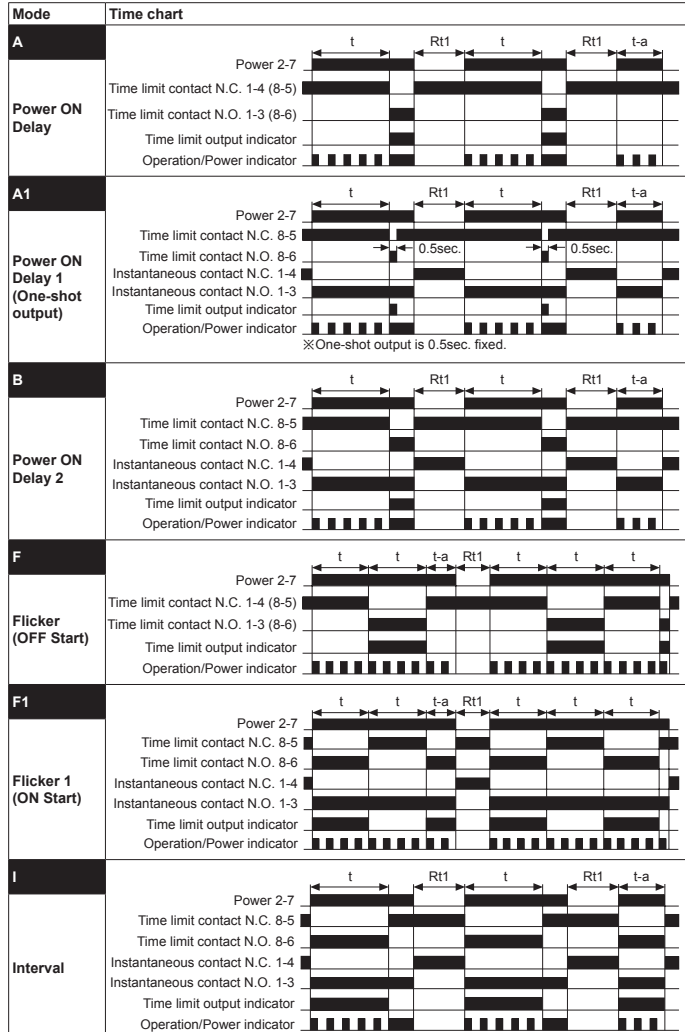 Mode Time chart
A
Power ON
Delay
t Rt1 t Rt1 t-a
Power 2-7
Time limit contact N.C. 1-4 (8-5)
Time limit contact N.O. 1-3 (8-6)
Time limit output indicator
Operation/Power indicator
A1
Power ON
Delay 1
(One-shot
output)
t Rt1 t Rt1 t-a
Power 2-7
Time limit contact N.C. 8-5
Time limit contact N.O. 8-6 0.5sec. 0.5sec.
Instantaneous contact N.C. 1-4
Instantaneous contact N.O. 1-3
Time limit output indicator
Operation/Power indicator
※One-shot output is 0.5sec. fixed.
B
Power ON
Delay 2
t Rt1 t Rt1 t-a
Power 2-7
Time limit contact N.C. 8-5
Time limit contact N.O. 8-6
Instantaneous contact N.C. 1-4
Instantaneous contact N.O. 1-3
Time limit output indicator
Operation/Power indicator
F
Flicker
(OFF Start)
t t t-a Rt1 t t t
Power 2-7
Time limit contact N.C. 1-4 (8-5)
Time limit contact N.O. 1-3 (8-6)
Time limit output indicator
Operation/Power indicator
F1
Flicker 1
(ON Start)
t t t-a Rt1 t t t
Power 2-7
Time limit contact N.C. 8-5
Time limit contact N.O. 8-6
Instantaneous contact N.C. 1-4
Instantaneous contact N.O. 1-3
Time limit output indicator
Operation/Power indicator
I
Interval
t Rt1 t Rt1 t-a
Power 2-7
Time limit contact N.C. 8-5
Time limit contact N.O. 8-6
Instantaneous contact N.C. 1-4
Instantaneous contact N.O. 1-3
Time limit output indicator
Operation/Power indicator